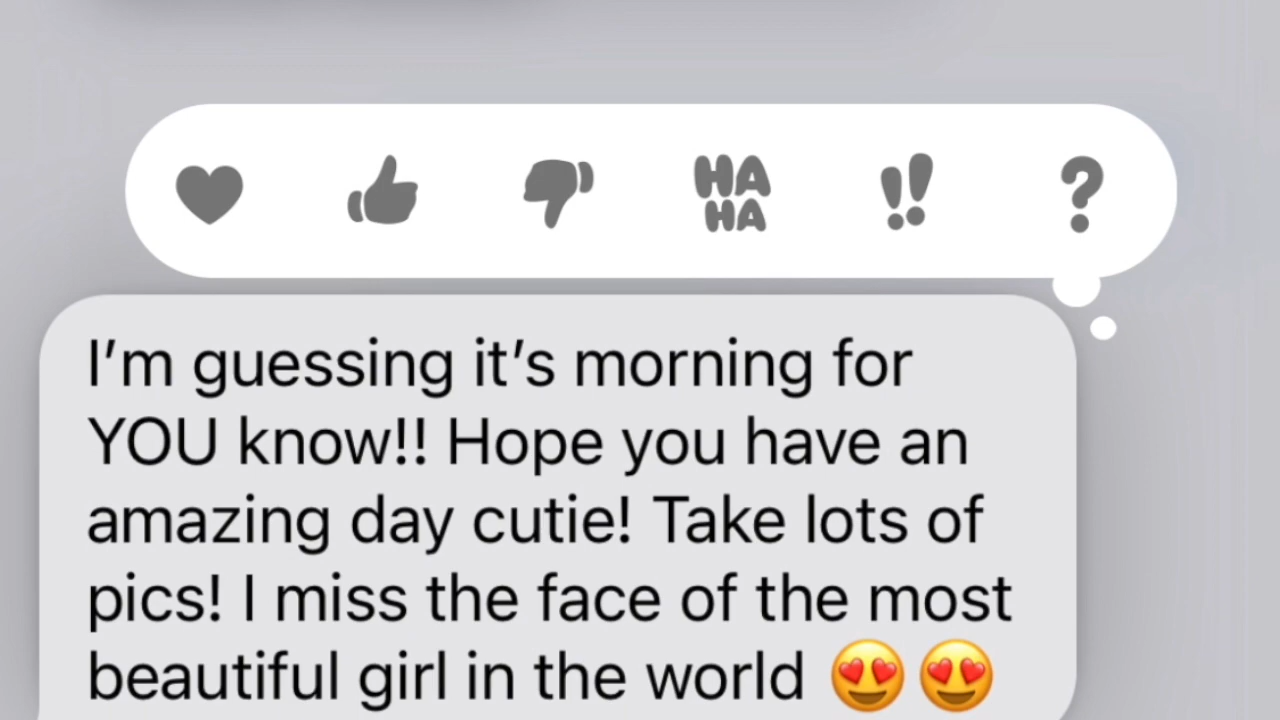 HA
HA
!!
?
I’m guessing it’s morning for
YOU know!! Hope you have an
amazing day cutie! Take lots of
pics! I miss the face of the most
beautiful girl in the world 😍😍